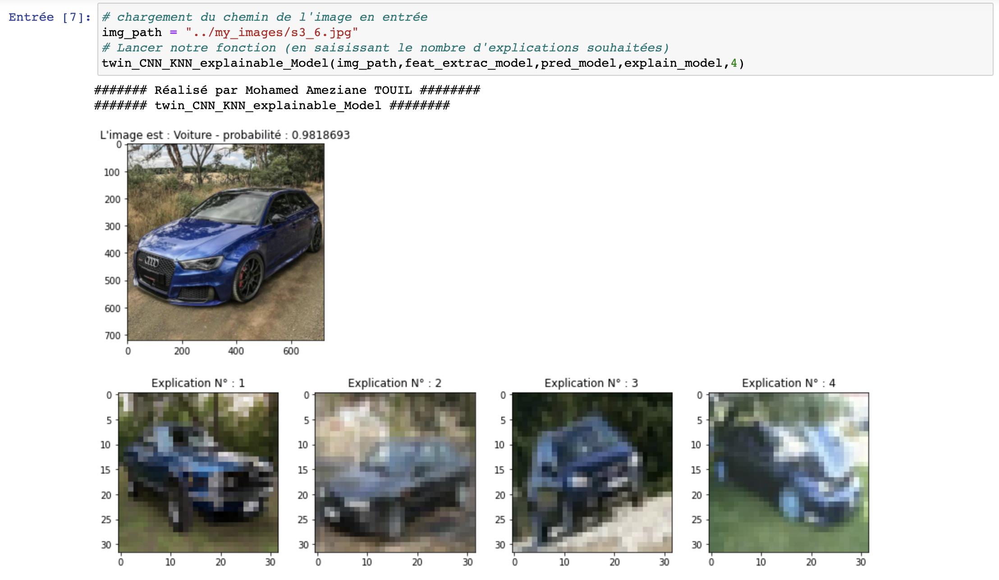 Entrée [7]:
# chargement du chemin de l'image en entrée
img_path = "../my_images/s3_6.jpg"
# Lancer notre fonction (en saisissant le nombre d'explications souhaitées)
twin_CNN_KNN_explainable_Model(img_path,feat_extrac_model,pred_model,explain_model,4)
####### Réalisé par Mohamed Ameziane TOUIL ########
####### twin_CNN_KNN_explainable_Model ########
L'image est : Voiture - probabilité : 0.9818693
0
100
200
300
400
500
600
700
0 200 400 600
Explication N° : 1 Explication N° : 2 Explication N° : 3 Explication N° : 4
0 0 0 0
5 5 5 5
10 10 10 10
15 15 15 15
20 20 20 20
25 25 25 25
30 30 30 30
0 10 20 30 0 10 20 30 0 10 20 30 0 10 20 30